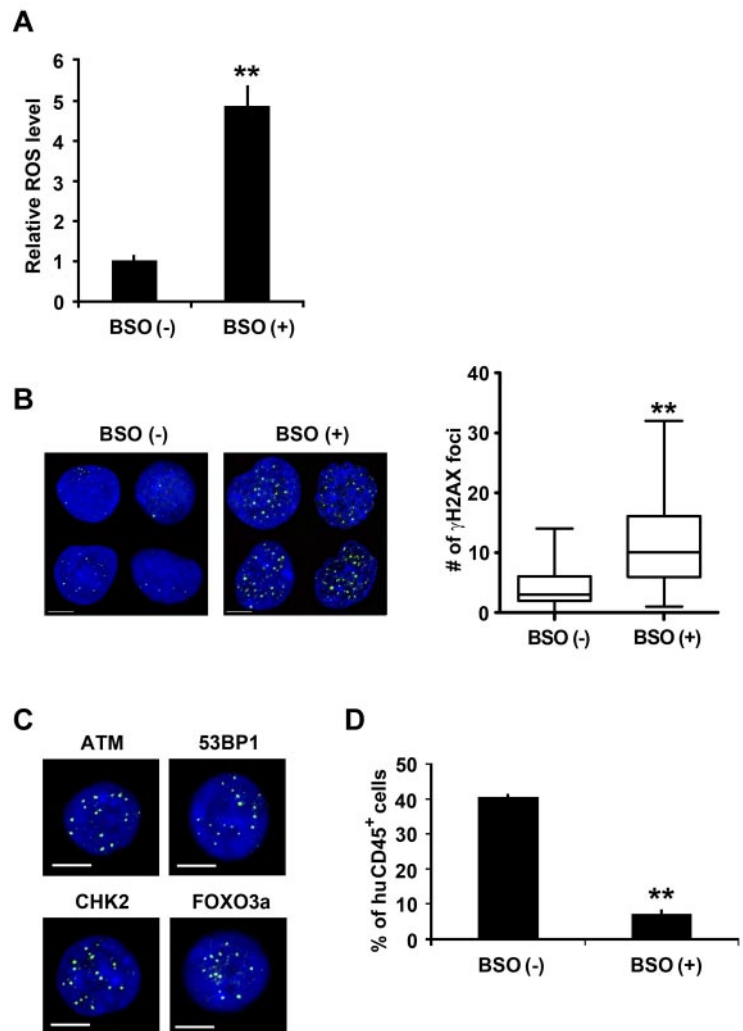 A
Relative ROS level
6
5
4
3
2
1
0
**
BSO (-)
BSO (+)
B
BSO (-)
BSO (+)
# of γH2AX foci
40
30
20
10
0
**
BSO (-)
BSO (+)
C
ATM
53BP1
CHK2
FOXO3a
D
% of huCD45+ cells
50
40
30
20
10
0
**
BSO (-)
BSO (+)